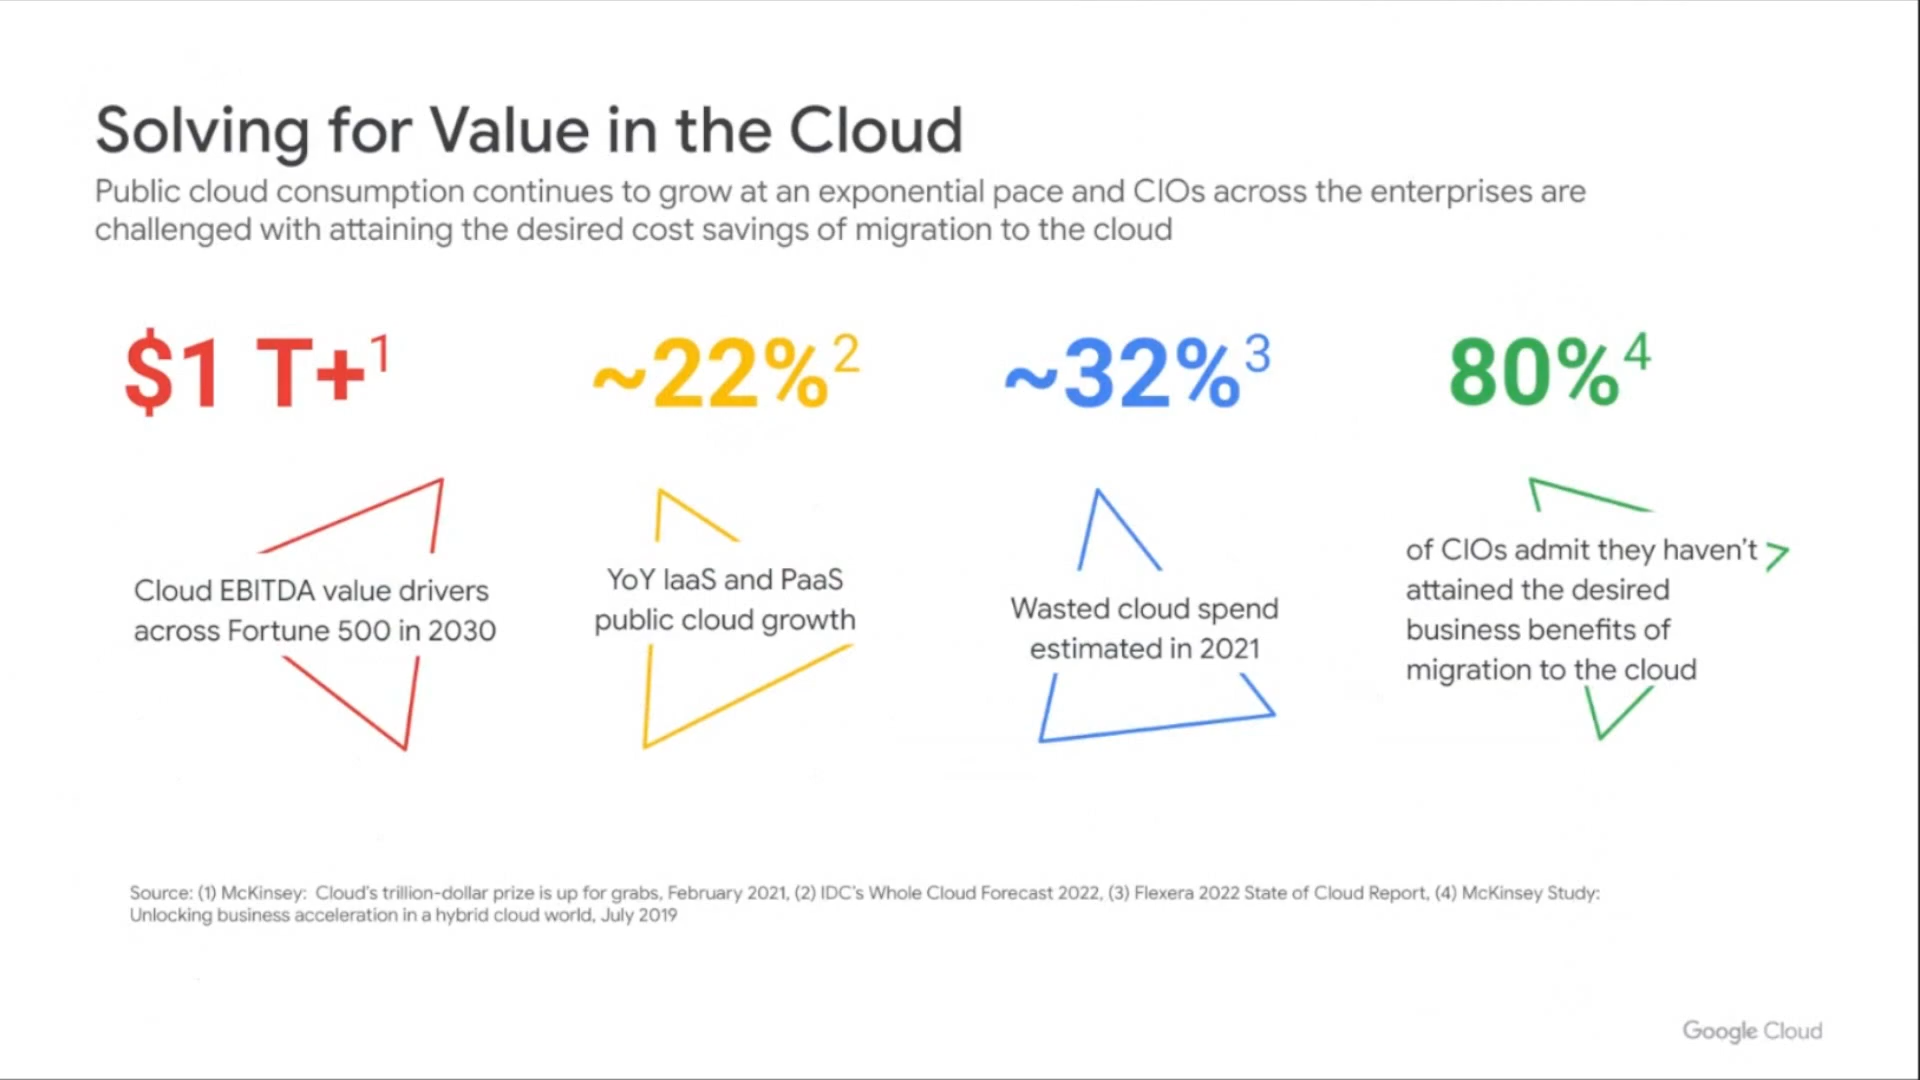 Solving for Value in the Cloud
Public cloud consumption continues to grow at an exponential pace and CIOs across the enterprises are
challenged with attaining the desired cost savings of migration to the cloud
$1 T+1
~22%2
~32%3
80%4
Cloud EBITDA value drivers
across Fortune 500 in 2030
YoY IaaS and PaaS
public cloud growth
Wasted cloud spend
estimated in 2021
of CIOs admit they haven't
attained the desired
business benefits of
migration to the cloud
Source: (1) McKinsey: Cloud's trillion-dollar prize is up for grabs, February 2021, (2) IDC's Whole Cloud Forecast 2022, (3) Flexera 2022 State of Cloud Report, (4) McKinsey Study:
Unlocking business acceleration in a hybrid cloud world, July 2019
Google Cloud